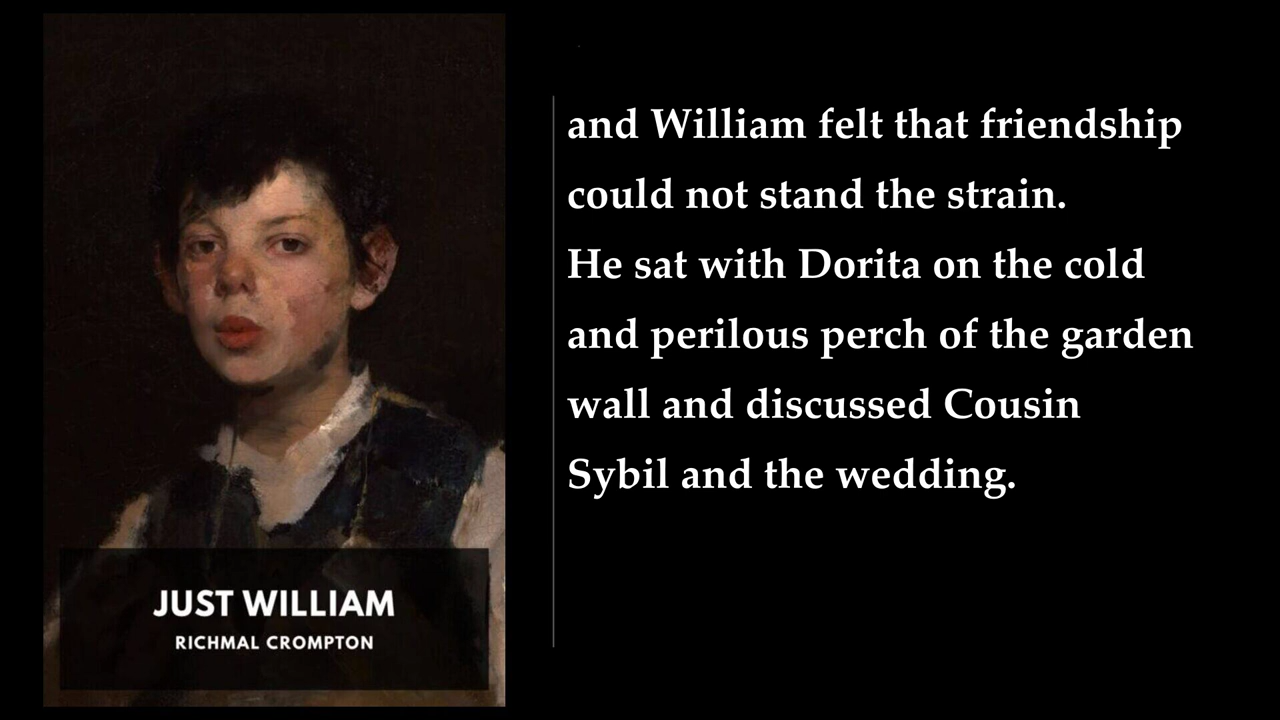 and William felt that friendship
could not stand the strain.
He sat with Dorita on the cold
and perilous perch of the garden
wall and discussed Cousin
Sybil and the wedding.
JUST WILLIAM
RICHMAL CROMPTON